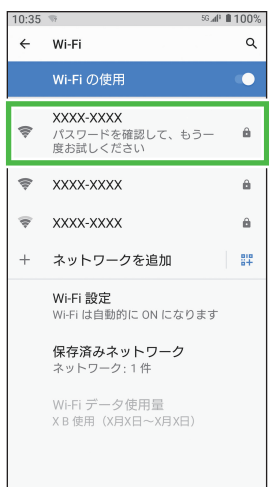 10:35 5G 100%
Wi-Fi
Wi-Fi の使用
XXXX-XXXX
パスワードを確認して、もう一
度お試しください
XXXX-XXXX
XXXX-XXXX
ネットワークを追加
Wi-Fi 設定
Wi-Fi は自動的に ON になります
保存済みネットワーク
ネットワーク: 1 件
Wi-Fi データ使用量
X B 使用（X月X日～X月X日）